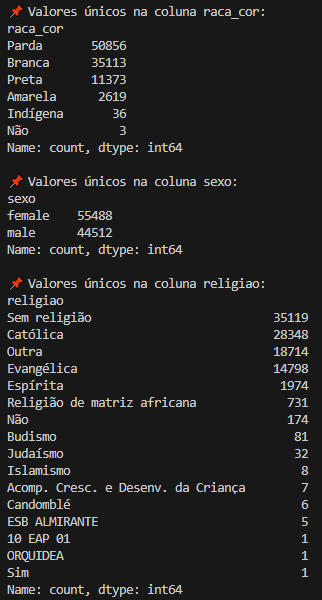 📌 Valores únicos na coluna raca_cor:
raca_cor
Parda 50856
Branca 35113
Preta 11373
Amarela 2619
Indígena 36
Não 3
Name: count, dtype: int64
📌 Valores únicos na coluna sexo:
sexo
female 55488
male 44512
Name: count, dtype: int64
📌 Valores únicos na coluna religiao:
religiao
Sem religião 35119
Católica 28348
Outra 18714
Evangélica 14798
Espírita 1974
Religião de matriz africana 731
Não 174
Budismo 81
Judaísmo 32
Islamismo 8
Acomp. Cresc. e Desenv. da Criança 7
Candomblé 6
ESB ALMIRANTE 5
10 EAP 01 1
ORQUIDEA 1
Sim 1
Name: count, dtype: int64